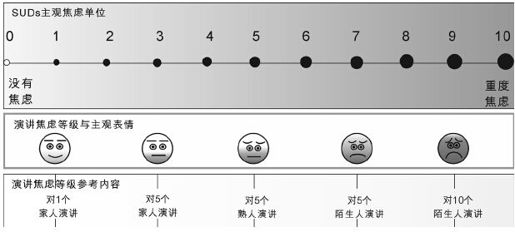 SUDs主观焦虑单位
0 1 2 3 4 5 6 7 8 9 10
没有 重度
焦虑 焦虑
演讲焦虑等级与主观表情
演讲焦虑等级参考内容
对1个 对5个 对5个 对5个 对10个
家人演讲 家人演讲 熟人演讲 陌生人演讲 陌生人演讲